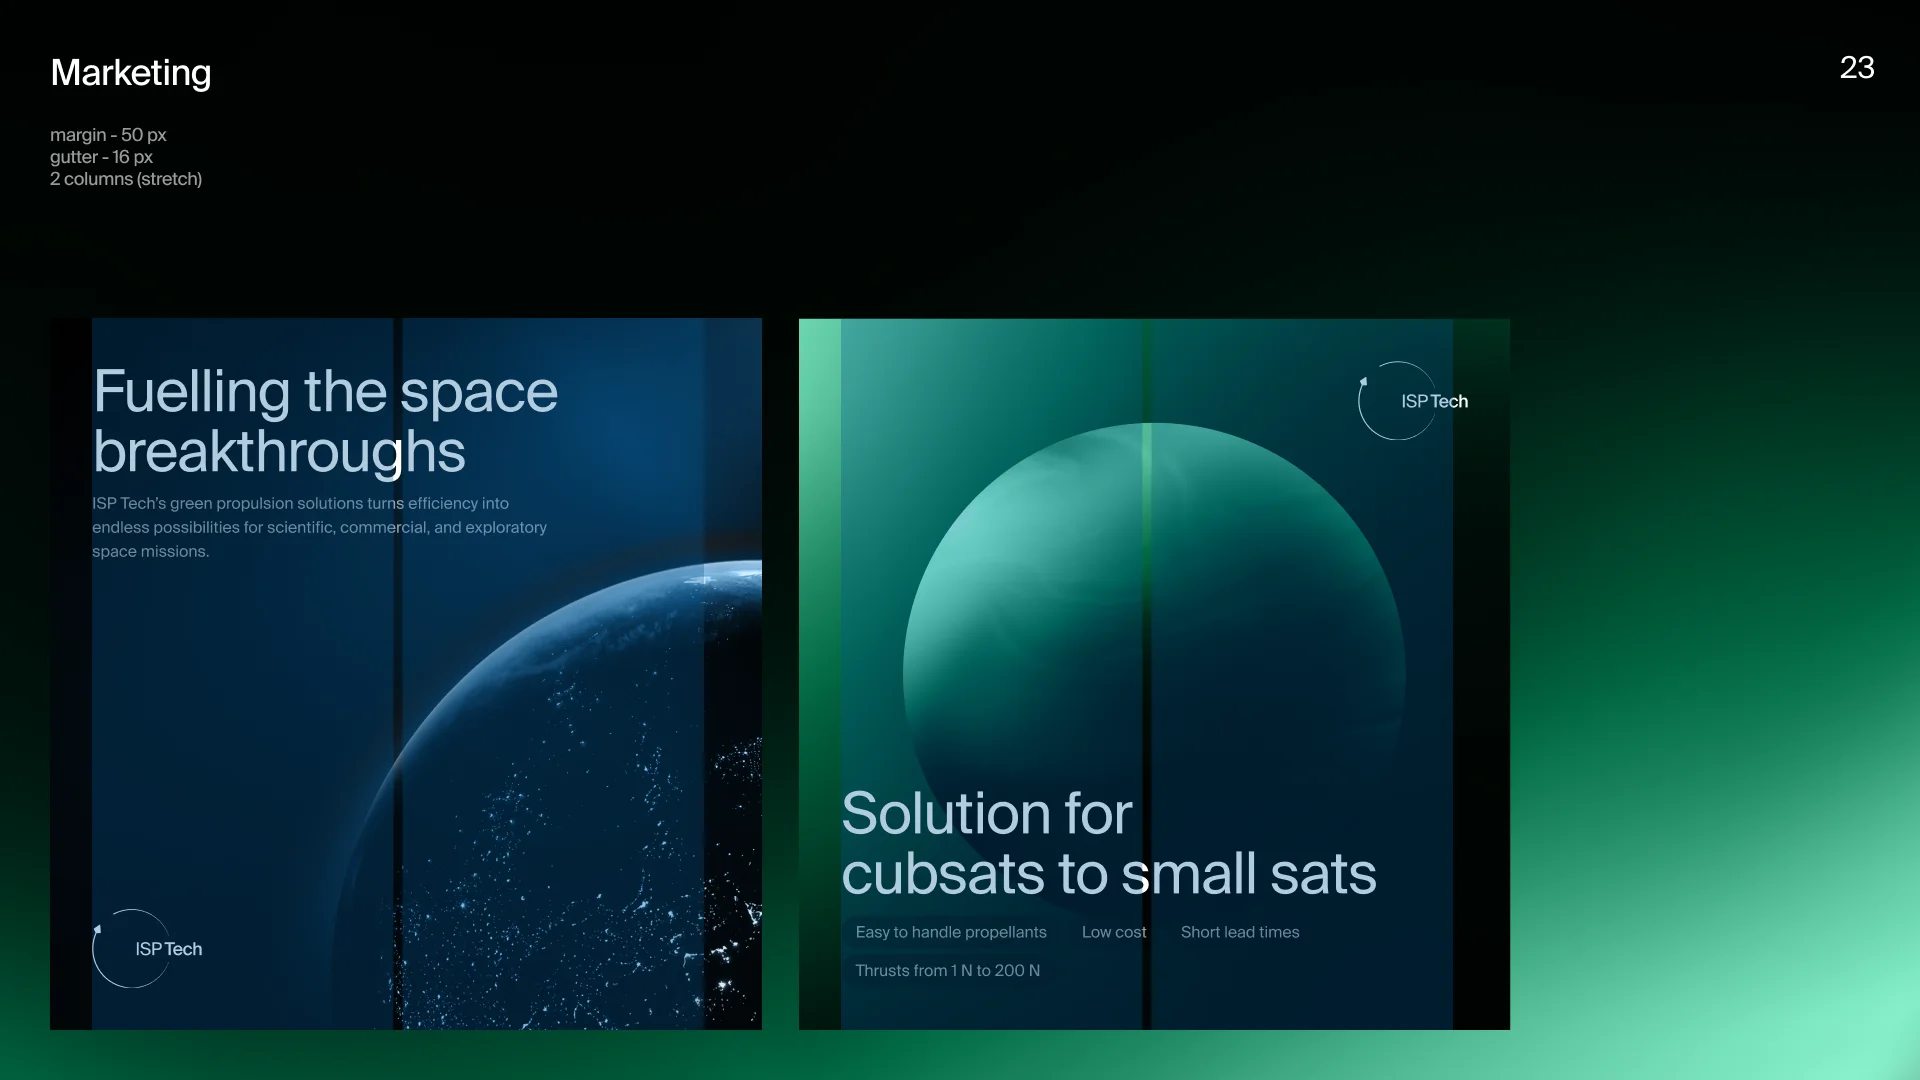 Marketing
23
margin - 50 px
gutter - 16 px
2 columns (stretch)
Fuelling the space
breakthroughs
ISP Tech's green propulsion solutions turns efficiency into
endless possibilities for scientific, commercial, and exploratory
space missions.
ISP Tech
ISP Tech
Solution for
cubsats to small sats
Easy to handle propellants
Low cost
Short lead times
Thrusts from 1 N to 200 N